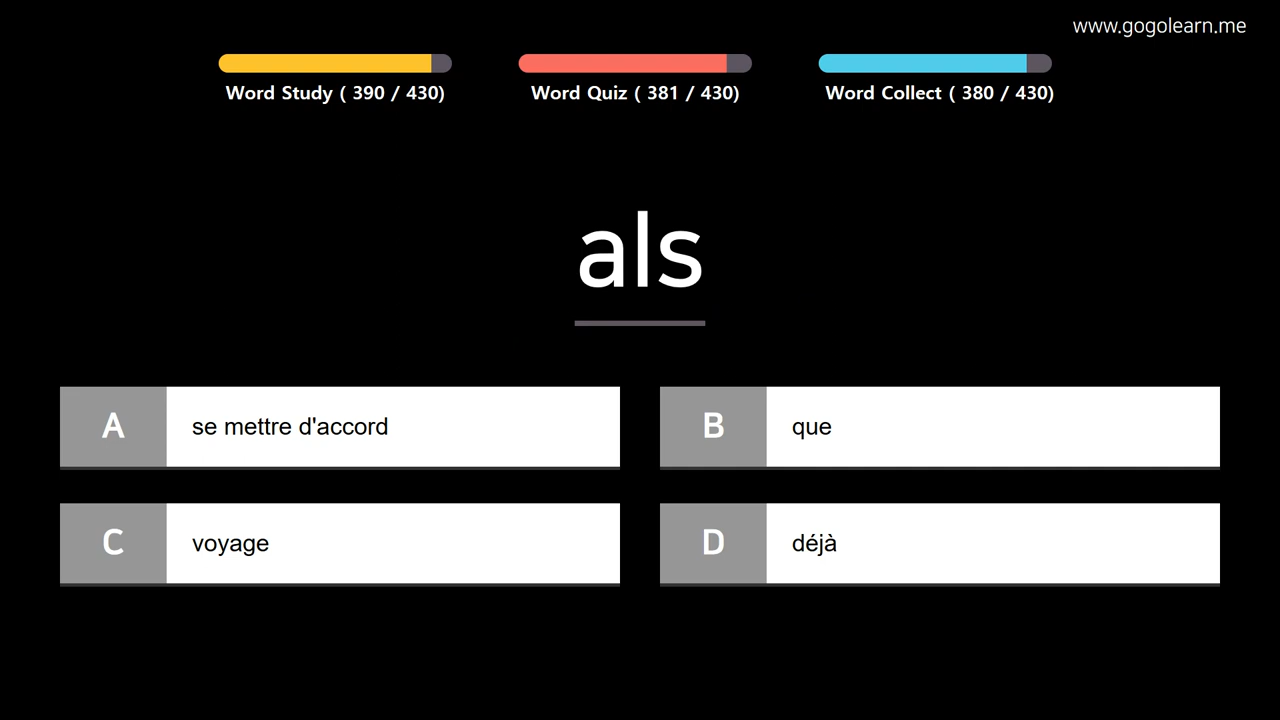 www.gogolearn.me
Word Study ( 390 / 430)
Word Quiz ( 381 / 430)
Word Collect ( 380 / 430)
als
A
se mettre d'accord
B
que
C
voyage
D
déjà